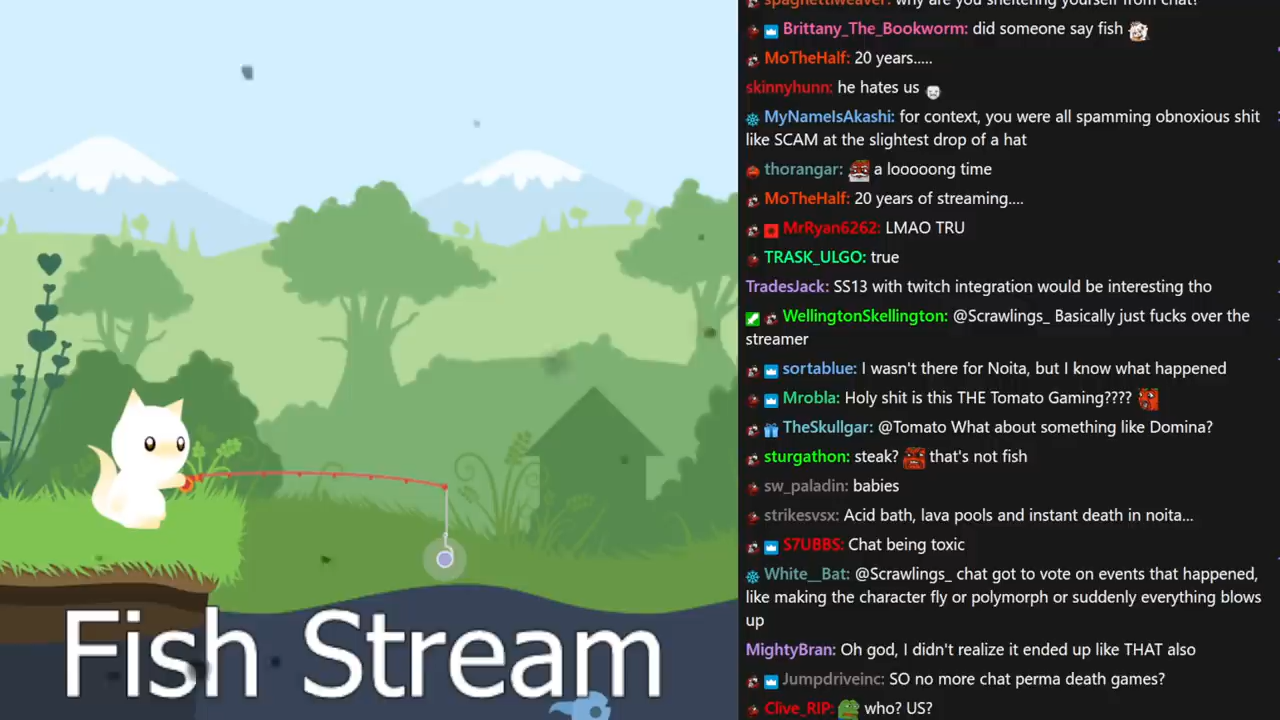 spaghettiweaver: why are you sheltering yourself from chat?
Brittany_The_Bookworm: did someone say fish
MoTheHalf: 20 years.....
skinnyhunn: he hates us
MyNameIsAkashi: for context, you were all spamming obnoxious shit
like SCAM at the slightest drop of a hat
thorangar: a looooong time
MoTheHalf: 20 years of streaming....
MrRyan6262: LMAO TRU
TRASK_ULGO: true
TradesJack: SS13 with twitch integration would be interesting tho
WellingtonSkellington: @Scrawlings_ Basically just fucks over the
streamer
sortablue: I wasn't there for Noita, but I know what happened
Mrobla: Holy shit is this THE Tomato Gaming????
TheSkullgar: @Tomato What about something like Domina?
sturgathon: steak? that's not fish
sw_paladin: babies
strikesvsx: Acid bath, lava pools and instant death in noita...
S7UBBS: Chat being toxic
White__Bat: @Scrawlings_ chat got to vote on events that happened,
like making the character fly or polymorph or suddenly everything blows
up
MightyBran: Oh god, I didn't realize it ended up like THAT also
Jumpdriveinc: SO no more chat perma death games?
Clive_RIP: who? US?
Fish Stream